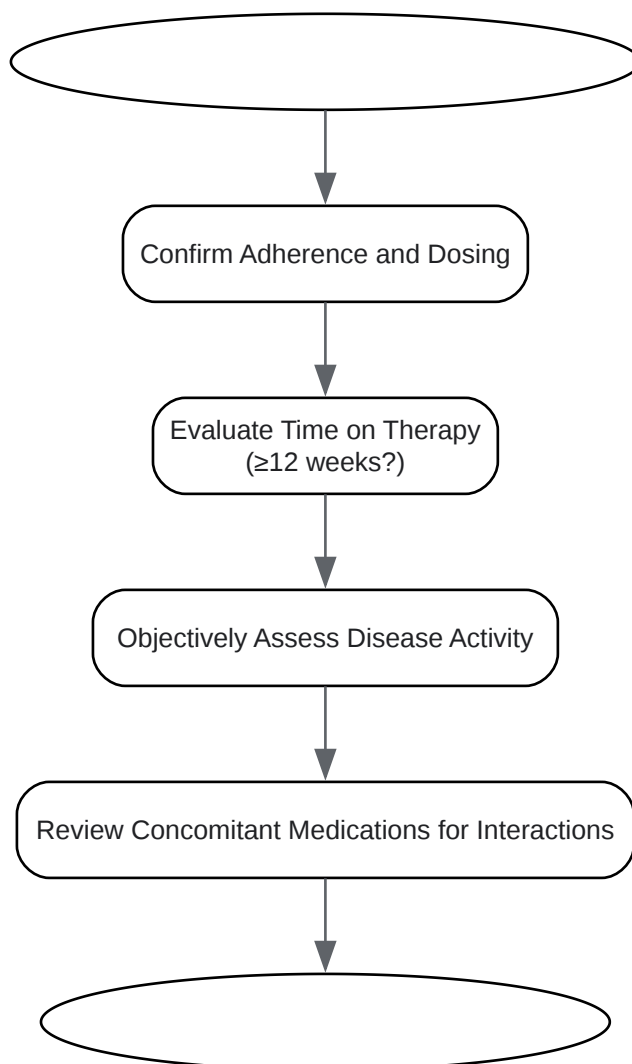 Confirm Adherence and Dosing
Evaluate Time on Therapy
(≥12 weeks?)
Objectively Assess Disease Activity
Review Concomitant Medications for Interactions